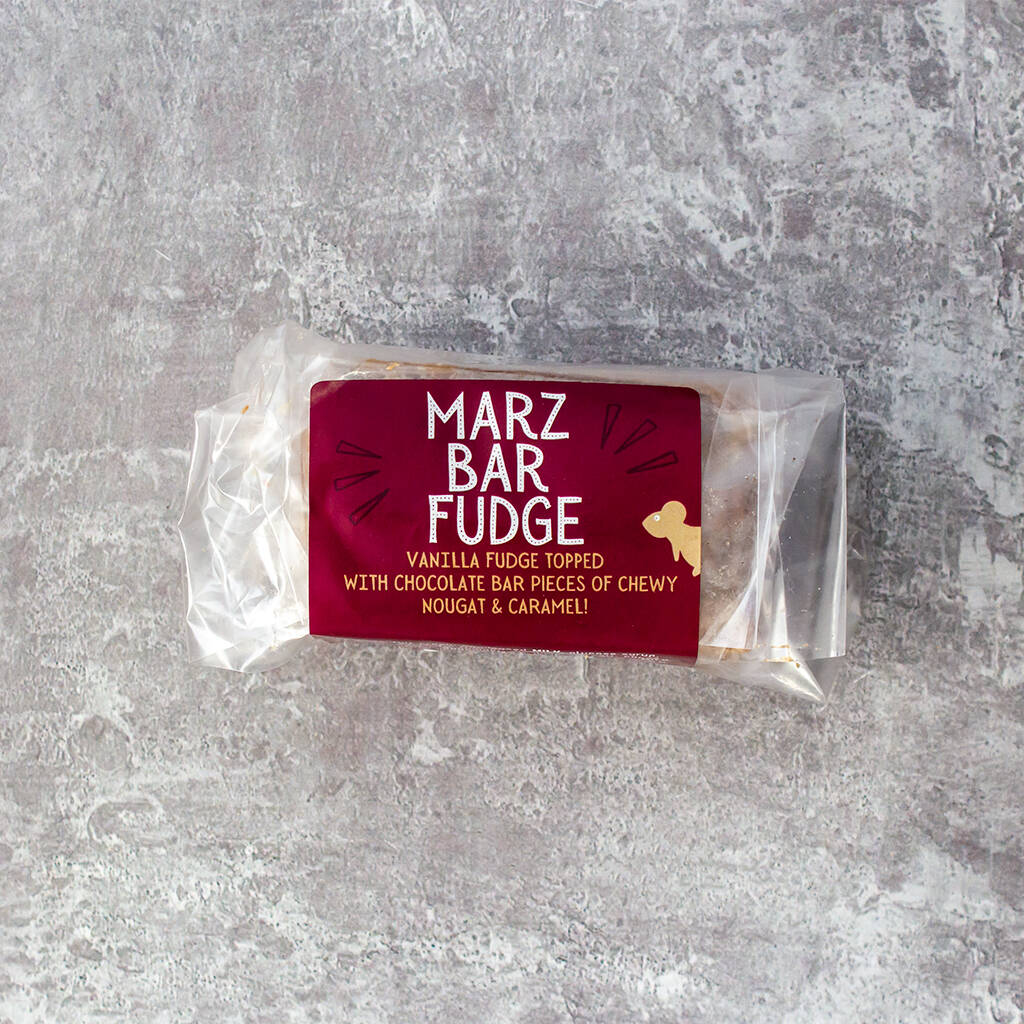 MARZ
BAR
FUDGE
VANILLA FUDGE TOPPED
WITH CHOCOLATE BAR PIECES OF CHEWY
NOUGAT & CARAMEL!